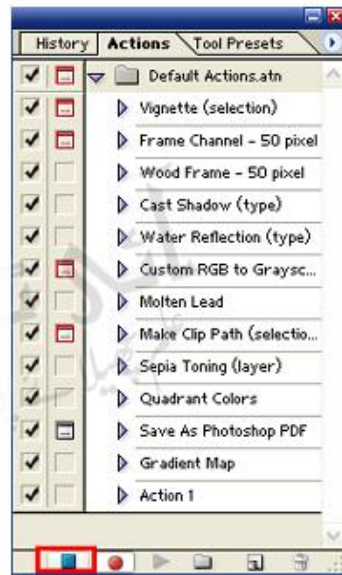 History Actions Tool Presets
Default Actions.atn
Vignette (selection)
Frame Channel - 50 pixel
Wood Frame - 50 pixel
Cast Shadow (type)
Water Reflection (type)
Custom RGB to Graysc...
Molten Lead
Make Clip Path (selectio...
Sepia Toning (layer)
Quadrant Colors
Save As Photoshop PDF
Gradient Map
Action 1